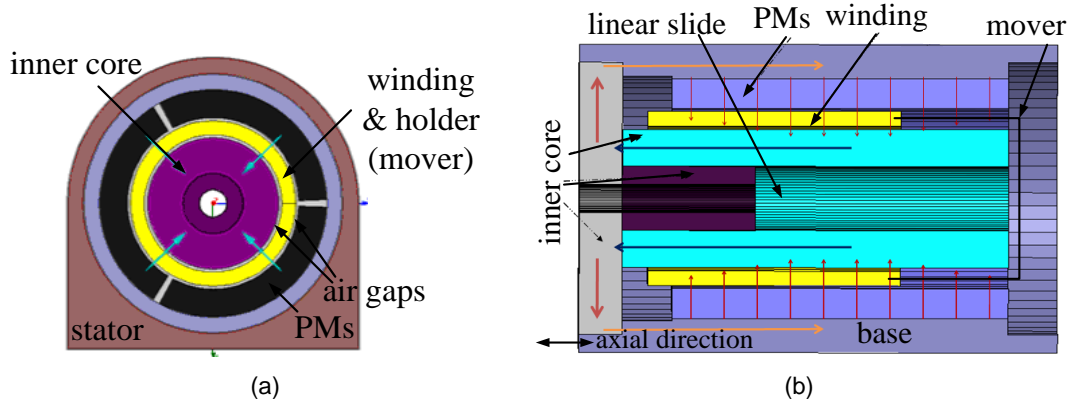 inner core
winding
& holder
(mover)
air gaps
PMs
stator
(a)
linear slide
PMs
winding
mover
inner core
base
axial direction
(b)